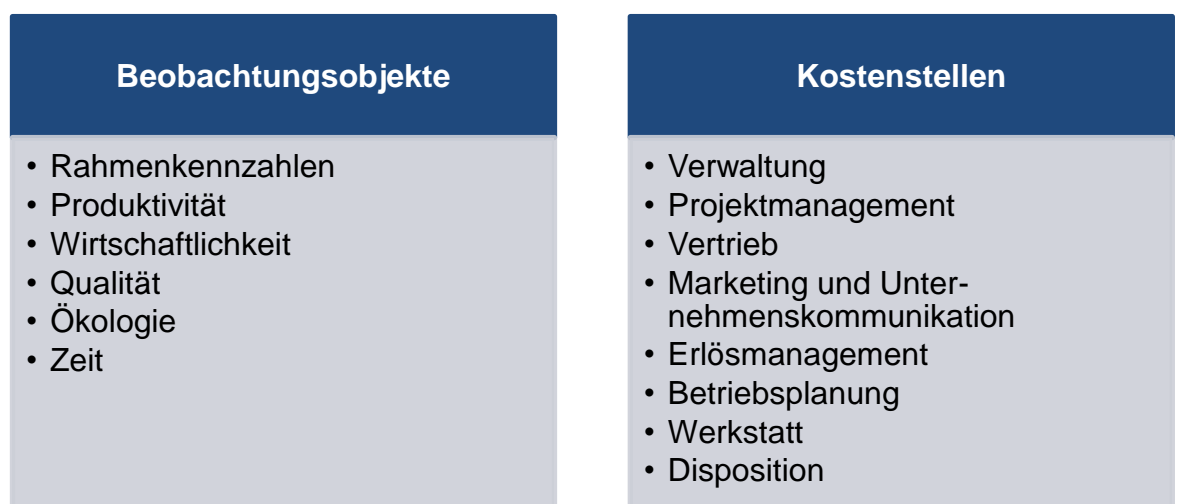 Beobachtungsobjekte
• Rahmenkennzahlen
• Produktivität
• Wirtschaftlichkeit
• Qualität
• Ökologie
• Zeit
Kostenstellen
• Verwaltung
• Projektmanagement
• Vertrieb
• Marketing und Unter-
nehmenskommunikation
• Erlösmanagement
• Betriebsplanung
• Werkstatt
• Disposition